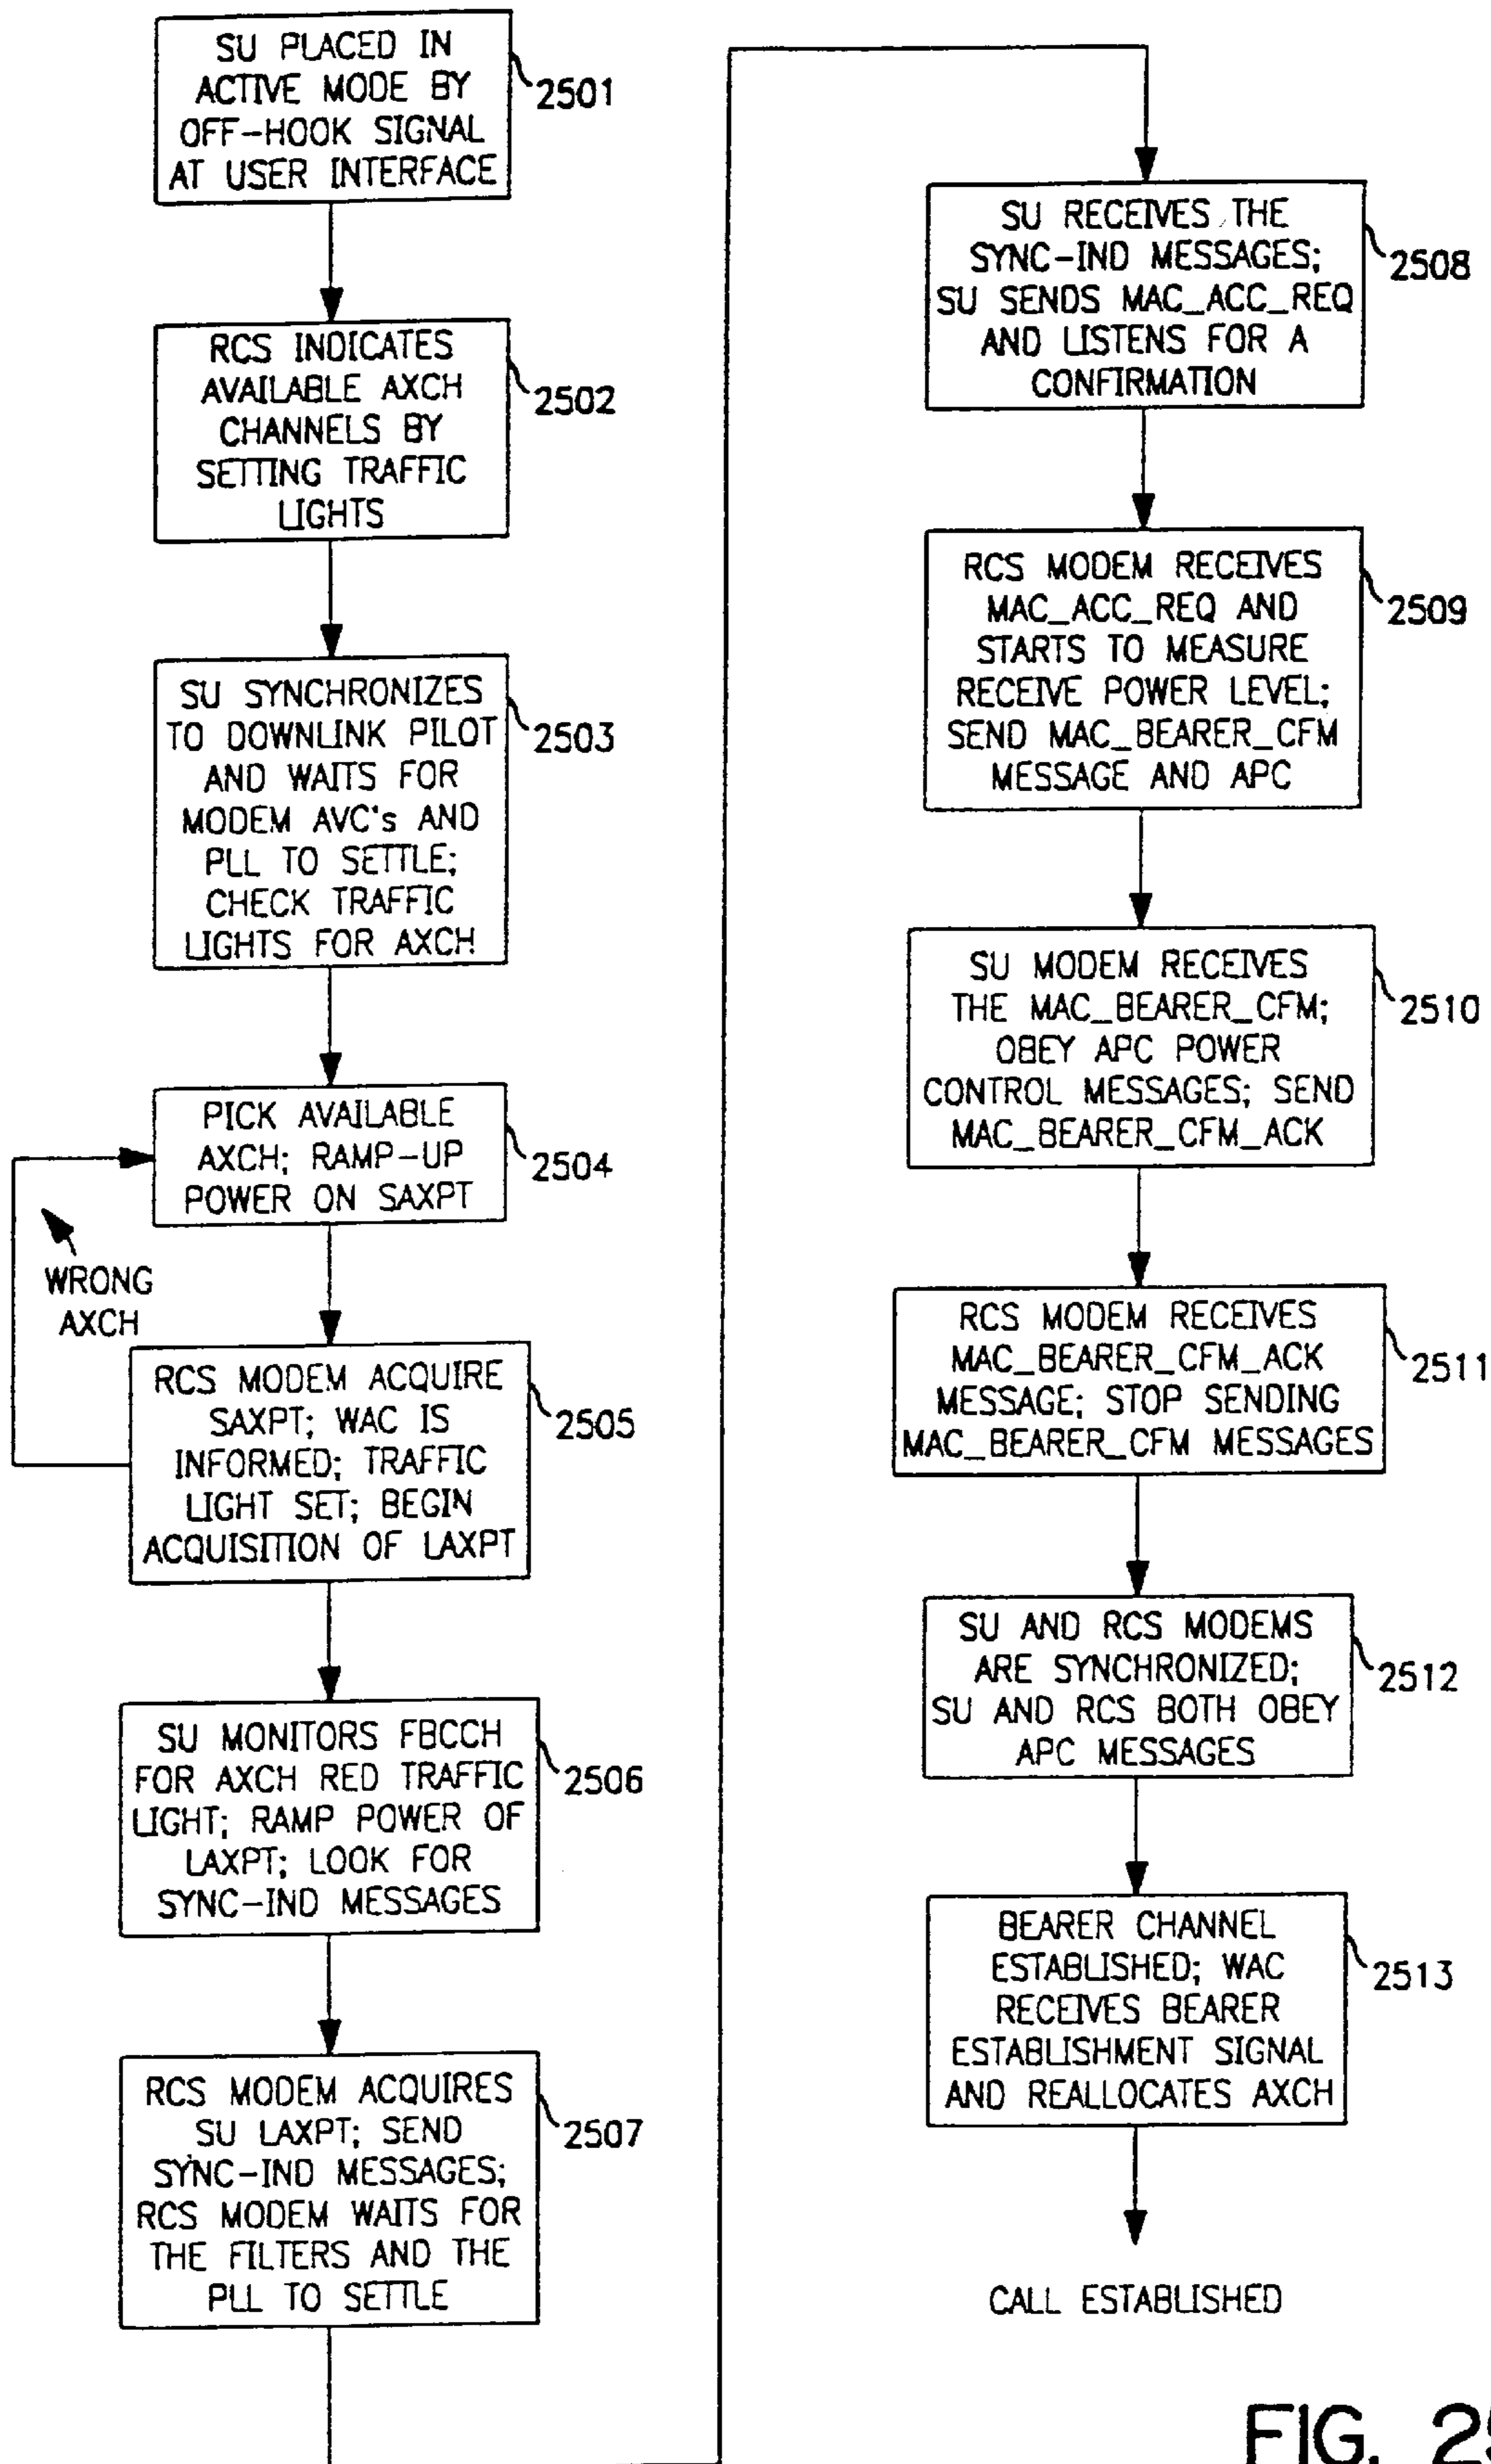 SU PLACED IN
ACTIVE MODE BY
OFF-HOOK SIGNAL
AT USER INTERFACE
2501
RCS INDICATES
AVAILABLE AXCH
CHANNELS BY
SETTING TRAFFIC
LIGHTS
2502
SU SYNCHRONIZES
TO DOWNLINK PILOT
AND WAITS FOR
MODEM AVC's AND
PLL TO SETTLE;
CHECK TRAFFIC
LIGHTS FOR AXCH
2503
PICK AVAILABLE
AXCH; RAMP-UP
POWER ON SAXPT
2504
WRONG
AXCH
RCS MODEM ACQUIRE
SAXPT; WAC IS
INFORMED; TRAFFIC
LIGHT SET; BEGIN
ACQUISITION OF LAXPT
2505
SU MONITORS FBCCH
FOR AXCH RED TRAFFIC
LIGHT; RAMP POWER OF
LAXPT; LOOK FOR
SYNC-IND MESSAGES
2506
RCS MODEM ACQUIRES
SU LAXPT; SEND
SYNC-IND MESSAGES;
RCS MODEM WAITS FOR
THE FILTERS AND THE
PLL TO SETTLE
2507
SU RECEIVES THE
SYNC-IND MESSAGES;
SU SENDS MAC_ACC_REQ
AND LISTENS FOR A
CONFIRMATION
2508
RCS MODEM RECEIVES
MAC_ACC_REQ AND
STARTS TO MEASURE
RECEIVE POWER LEVEL;
SEND MAC_BEARER_CFM
MESSAGE AND APC
2509
SU MODEM RECEIVES
THE MAC_BEARER_CFM;
OBEY APC POWER
CONTROL MESSAGES; SEND
MAC_BEARER_CFM_ACK
2510
RCS MODEM RECEIVES
MAC_BEARER_CFM_ACK
MESSAGE; STOP SENDING
MAC_BEARER_CFM MESSAGES
2511
SU AND RCS MODEMS
ARE SYNCHRONIZED;
SU AND RCS BOTH OBEY
APC MESSAGES
2512
BEARER CHANNEL
ESTABLISHED; WAC
RECEIVES BEARER
ESTABLISHMENT SIGNAL
AND REALLOCATES AXCH
2513
CALL ESTABLISHED
FIG. 25